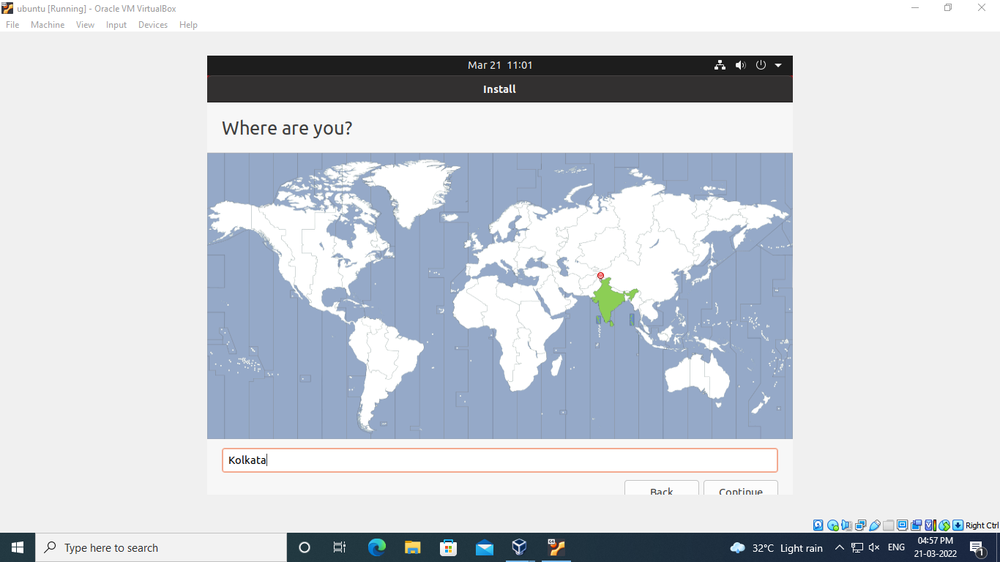 ubuntu [Running] - Oracle VM VirtualBox
File Machine View Input Devices Help
Mar 21 11:01
Install
Where are you?
Kolkata
Back Continue
Right Ctrl
Type here to search
32°C Light rain
ENG
04:57 PM
21-03-2022
1